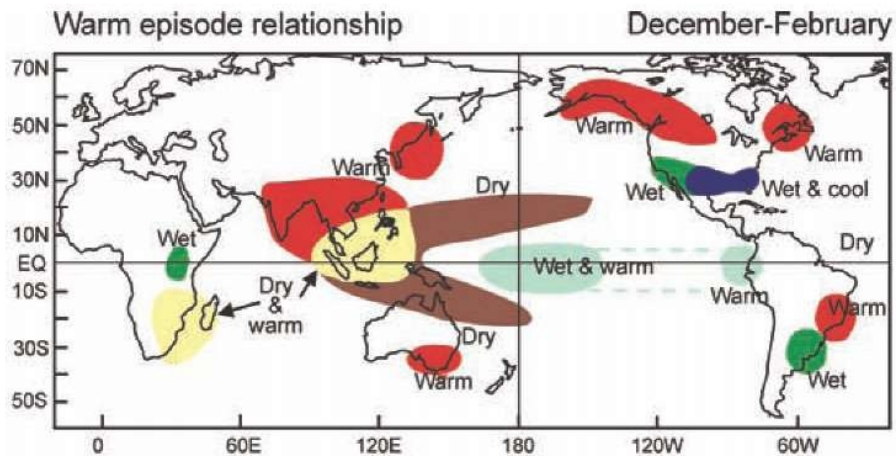 Warm episode relationship
December-February
70N
50N
30N
10N
EQ
10S
30S
50S
Warm
Warm
Warm
Dry
Wet
Wet & cool
Wet
Dry
Wet & warm
Dry
&
warm
Warm
Dry
Warm
Warm
Wet
0
60E
120E
180
120W
60W